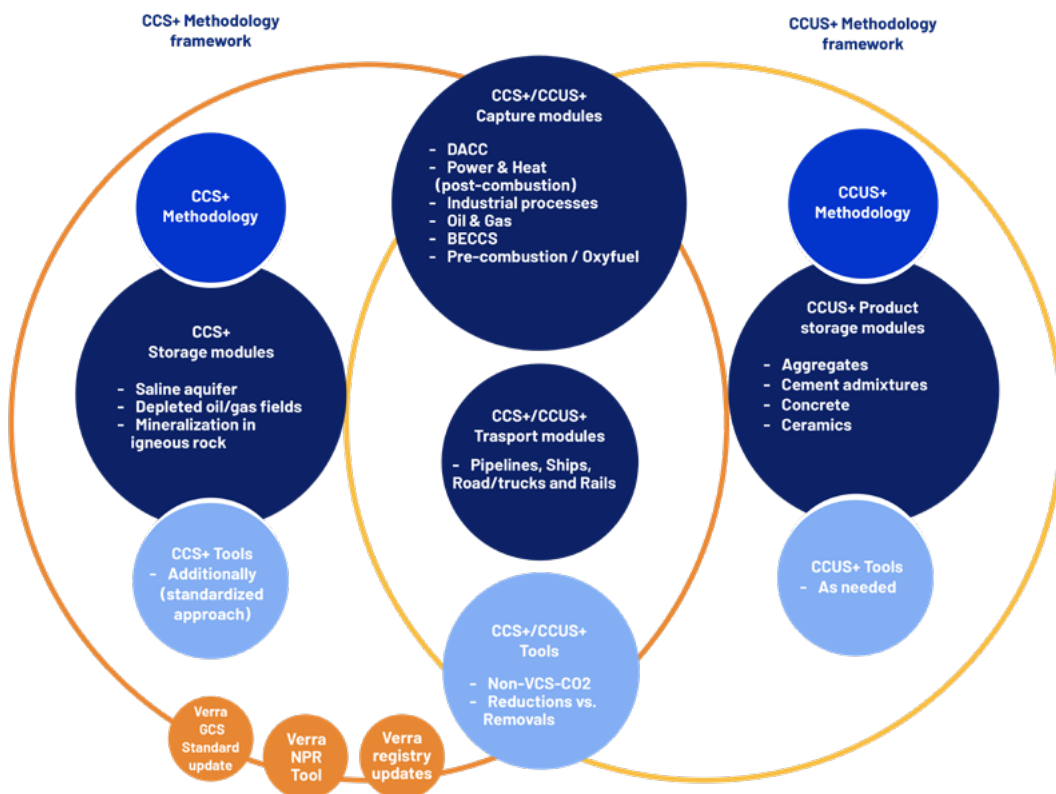 CCS+ Methodology
framework
CCUS+ Methodology
framework
CCS+/CCUS+
Capture modules
- DACC
- Power & Heat
(post-combustion)
- Industrial processes
- Oil & Gas
- BECCS
- Pre-combustion / Oxyfuel
CCS+
Methodology
CCUS+
Methodology
CCS+
Storage modules
- Saline aquifer
- Depleted oil/gas fields
- Mineralization in
igneous rock
CCUS+ Product
storage modules
- Aggregates
- Cement admixtures
- Concrete
- Ceramics
CCS+/CCUS+
Trasport modules
- Pipelines, Ships,
Road/trucks and Rails
CCS+ Tools
- Additionally
(standardized
approach)
CCUS+ Tools
- As needed
CCS+/CCUS+
Tools
- Non-VCS-CO2
- Reductions vs.
Removals
Verra
GCS
Standard
update
Verra
NPR
Tool
Verra
registry
updates